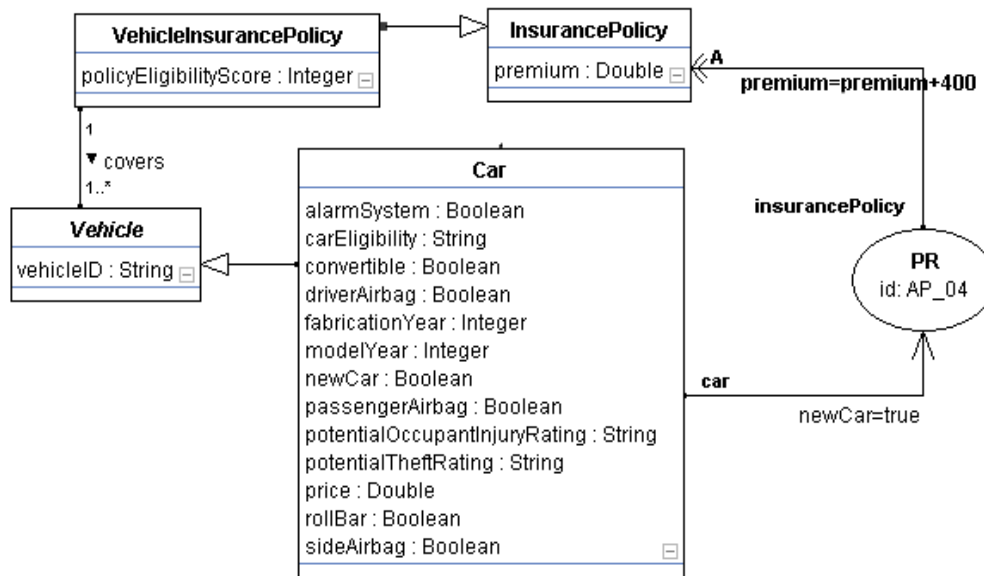 VehicleInsurancePolicy
policyEligibilityScore : Integer
InsurancePolicy
premium : Double
A
premium=premium+400
1
covers
1..*
Vehicle
vehicleID : String
Car
alarmSystem : Boolean
carEligibility : String
convertible : Boolean
driverAirbag : Boolean
fabricationYear : Integer
modelYear : Integer
newCar : Boolean
passengerAirbag : Boolean
potentialOccupantInjuryRating : String
potentialTheftRating : String
price : Double
rollBar : Boolean
sideAirbag : Boolean
insurancePolicy
PR
id: AP_04
car
newCar=true